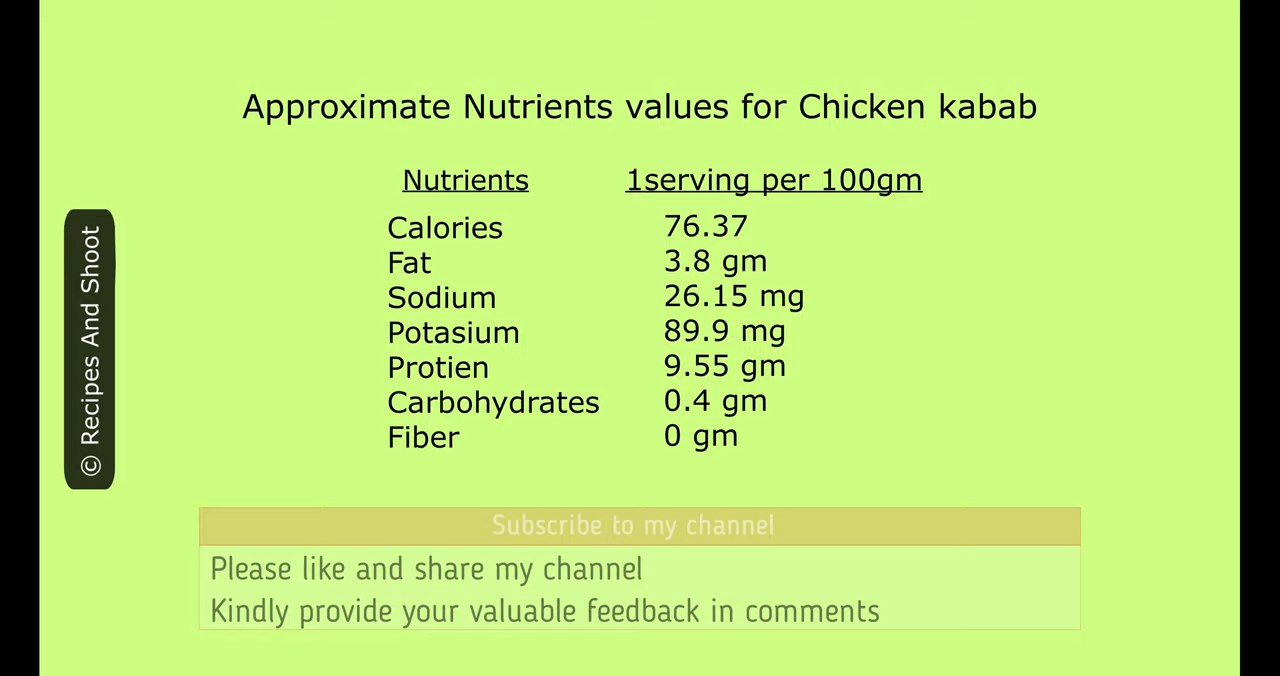 Approximate Nutrients values for Chicken kabab
Nutrients 1serving per 100gm
Calories 76.37
Fat 3.8 gm
Sodium 26.15 mg
Potasium 89.9 mg
Protien 9.55 gm
Carbohydrates 0.4 gm
Fiber 0 gm
© Recipes And Shoot
Subscribe to my channel
Please like and share my channel
Kindly provide your valuable feedback in comments